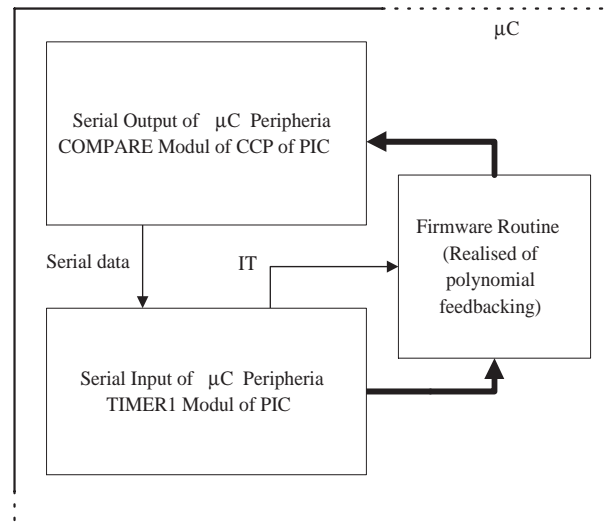 μC
Serial Output of μC Peripheria
COMPARE Modul of CCP of PIC
Firmware Routine
(Realised of
polynomial
feedbacking)
Serial data
IT
Serial Input of μC Peripheria
TIMER1 Modul of PIC